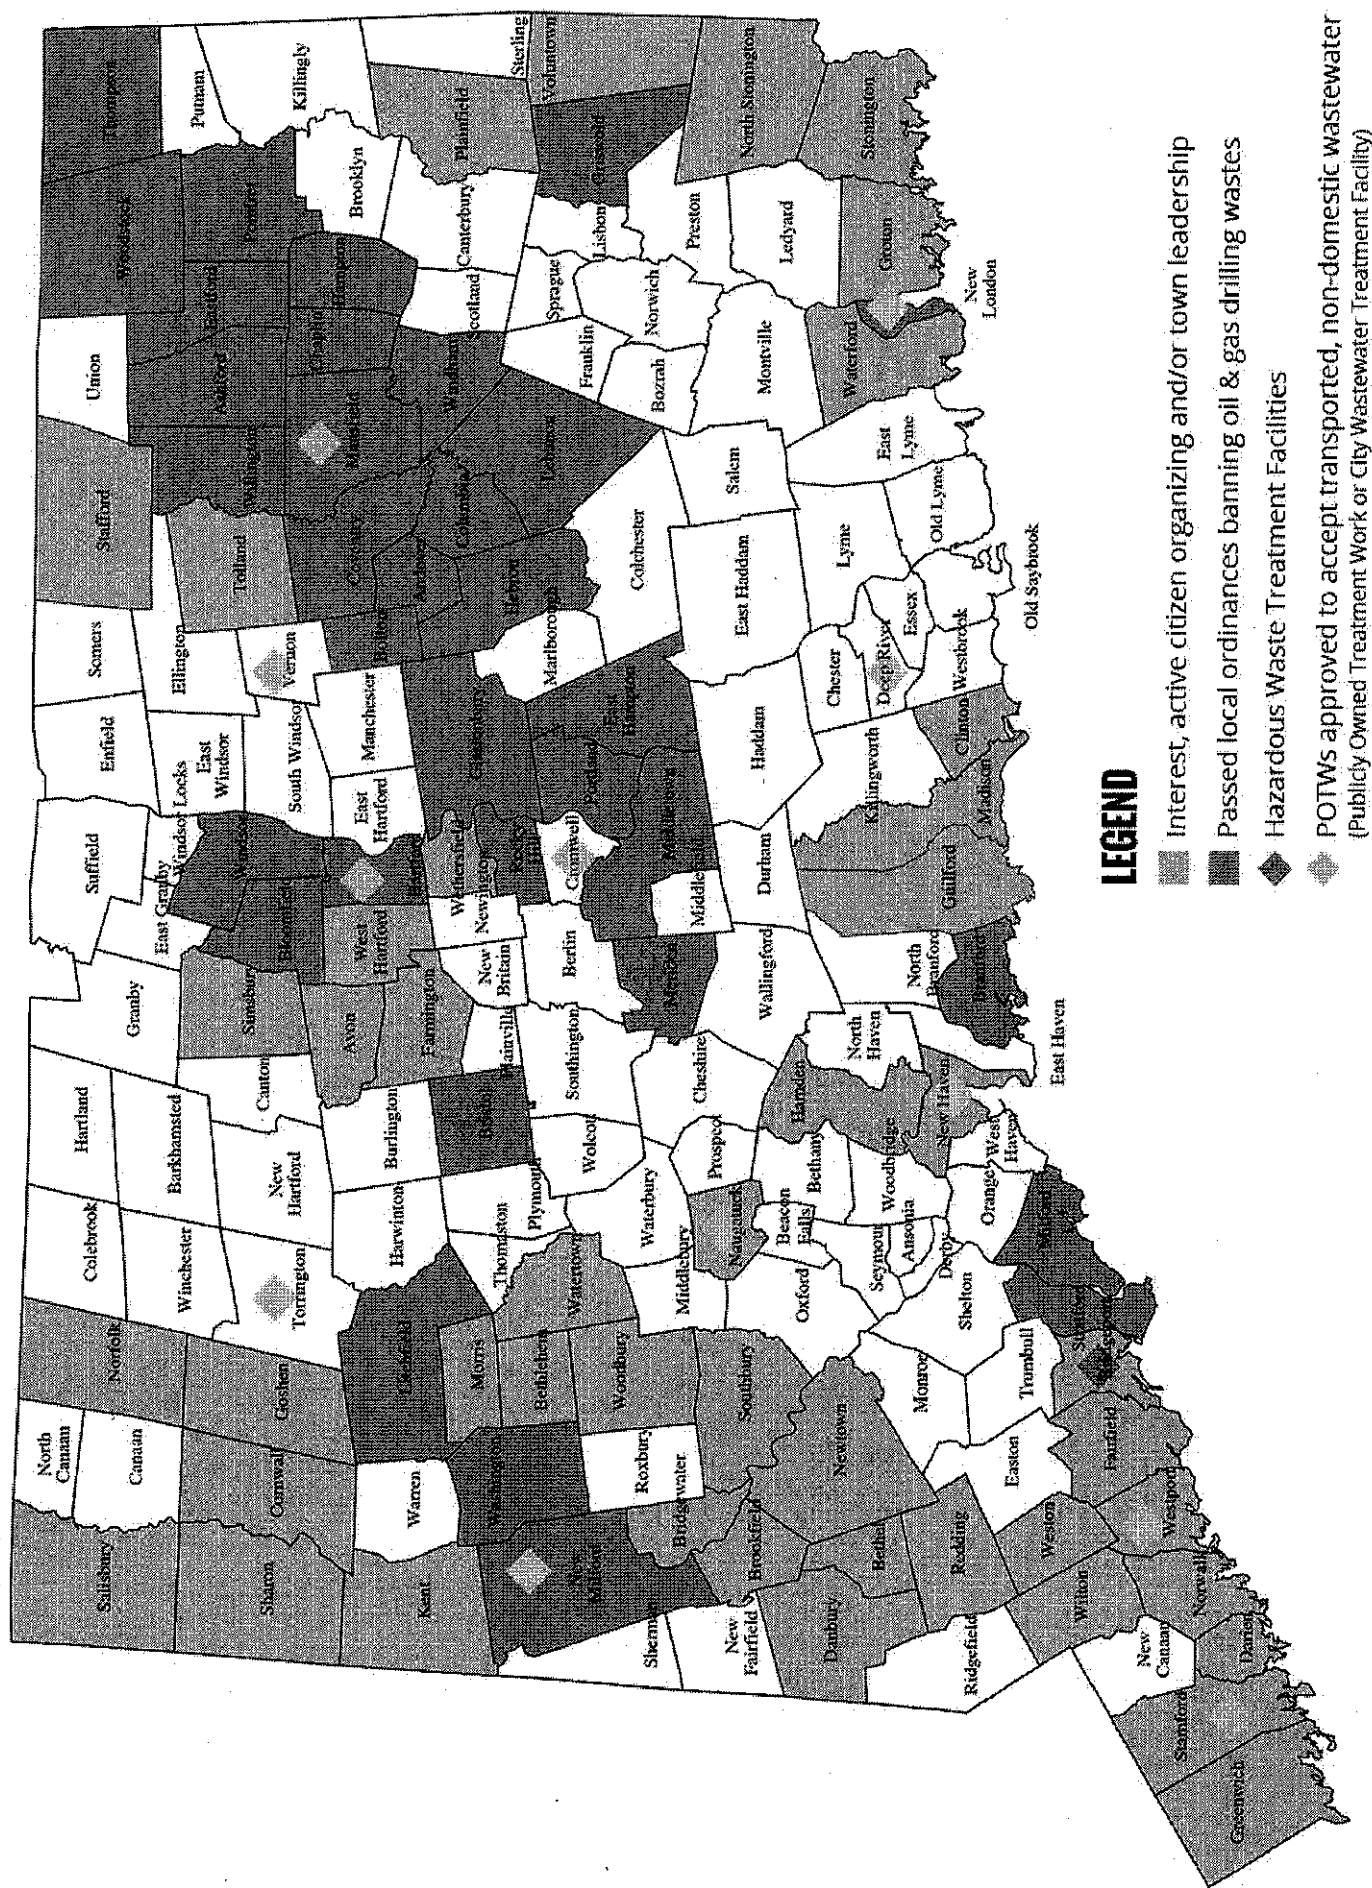 Salisbury
North
Canaan
Norfolk
Colebrook
Hartland
Granby
Suffield
Enfield
Somers
Stafford
Union
Woodstock
Thompson
Canaan
Winchester
Barkhamsted
East Granby
Windsor Locks
East
Windsor
Ellington
Tolland
Willington
Ashford
Eastford
Pomfret
Putnam
Sharon
Cornwall
Goshen
Torrington
New
Hartford
Canton
Simsbury
Bloomfield
Windsor
South Windsor
Vernon
Coventry
Mansfield
Chaplin
Hampton
Brooklyn
Killingly
Kent
Warren
Litchfield
Harwinton
Burlington
Avon
Farmington
West
Hartford
Hartford
East
Hartford
Manchester
Bolton
Andover
Columbia
Windham
Scotland
Canterbury
Plainfield
Sterling
New
Milford
Washington
Morris
Bethlehem
Watertown
Thomaston
Plymouth
Bristol
Plainville
New
Britain
Newington
Wethersfield
Rocky
Hill
Glastonbury
Hebron
Lebanon
Franklin
Sprague
Lisbon
Griswold
Voluntown
Sherman
Bridgewater
Roxbury
Woodbury
Middlebury
Waterbury
Wolcott
Southington
Berlin
Cromwell
Portland
East
Hampton
Marlborough
Colchester
Bozrah
Norwich
Preston
North Stonington
New
Fairfield
Brookfield
Southbury
Naugatuck
Prospect
Cheshire
Meriden
Middlefield
Middletown
East Haddam
Salem
Montville
Ledyard
Danbury
Bethel
Newtown
Oxford
Beacon
Falls
Bethany
Hamden
Wallingford
Durham
Haddam
Chester
Lyme
East
Lyme
Waterford
Groton
Stonington
Ridgefield
Redding
Monroe
Seymour
Ansonia
Derby
Woodbridge
North
Haven
North
Branford
Guilford
Killingworth
Deep River
Essex
Old Lyme
New
London
Wilton
Weston
Easton
Trumbull
Shelton
Orange
West
Haven
New Haven
East Haven
Branford
Madison
Clinton
Westbrook
Old Saybrook
Stamford
New
Canaan
Norwalk
Westport
Fairfield
Bridgeport
Stratford
Milford
Greenwich
Darien
LEGEND
Interest, active citizen organizing and/or town leadership
Passed local ordinances banning oil & gas drilling wastes
Hazardous Waste Treatment Facilities
POTWs approved to accept transported, non-domestic wastewater
(Publicly Owned Treatment Work or City Wastewater Treatment Facility)